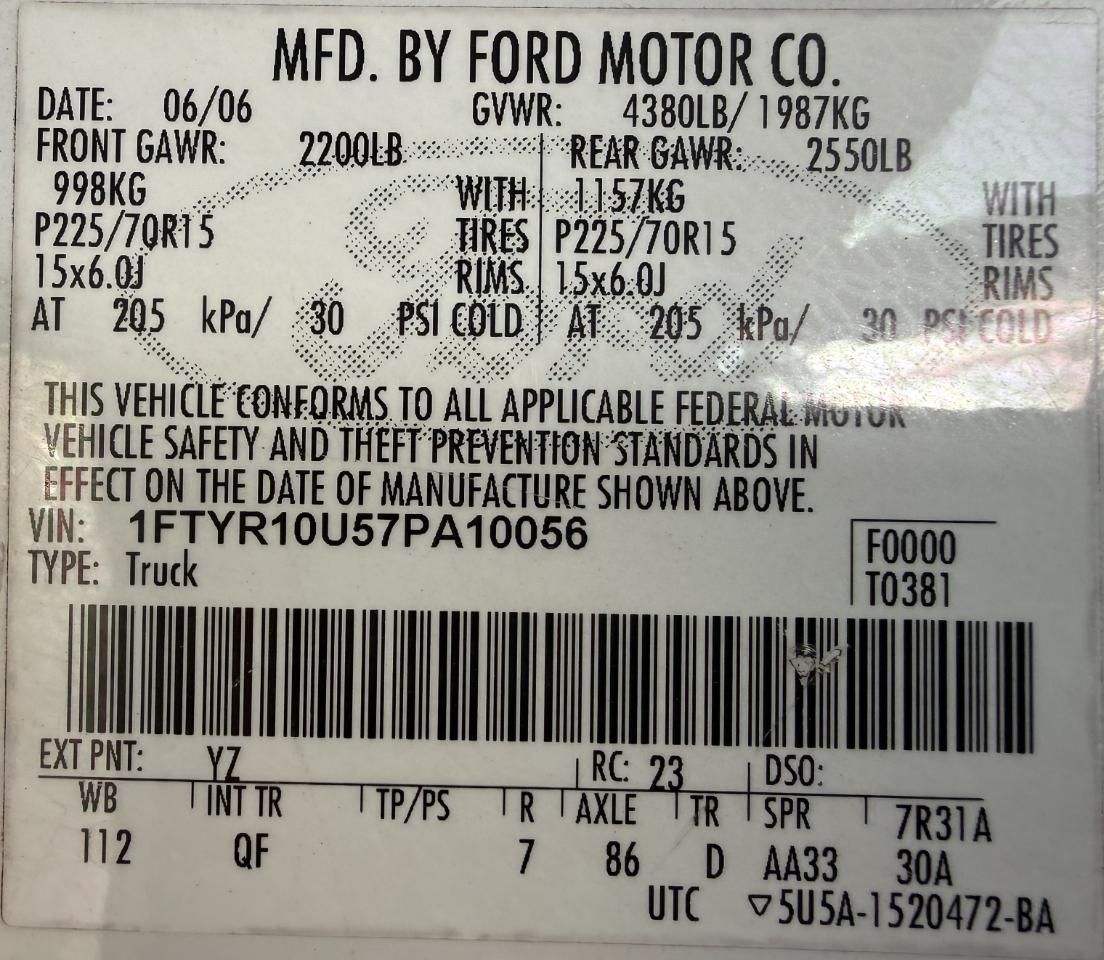 MFD. BY FORD MOTOR CO.
DATE: 06/06 GVWR: 4380LB/ 1987KG
FRONT GAWR: 2200LB REAR GAWR: 2550LB
998KG WITH 1157KG WITH
P225/70R15 TIRES P225/70R15 TIRES
15x6.0J RIMS 15x6.0J RIMS
AT 205 kPa/ 30 PSI COLD AT 205 kPa/ 30 PSI COLD
Ford
THIS VEHICLE CONFORMS TO ALL APPLICABLE FEDERAL MOTOR
VEHICLE SAFETY AND THEFT PREVENTION STANDARDS IN
EFFECT ON THE DATE OF MANUFACTURE SHOWN ABOVE.
VIN: 1FTYR10U57PA10056
F0000
TYPE: Truck
T0381
EXT PNT: YZ RC: 23 DSO:
WB INT TR TP/PS R AXLE TR SPR 7R31A
112 QF 7 86 D AA33 30A
UTC ▽5U5A-1520472-BA